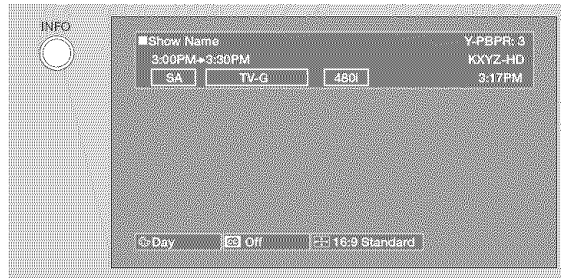 INFO
■Show Name Y-PBPR: 3
3:00PM→3:30PM KXYZ-HD
SA TV-G 480i 3:17PM
Day CC Off 16:9 Standard